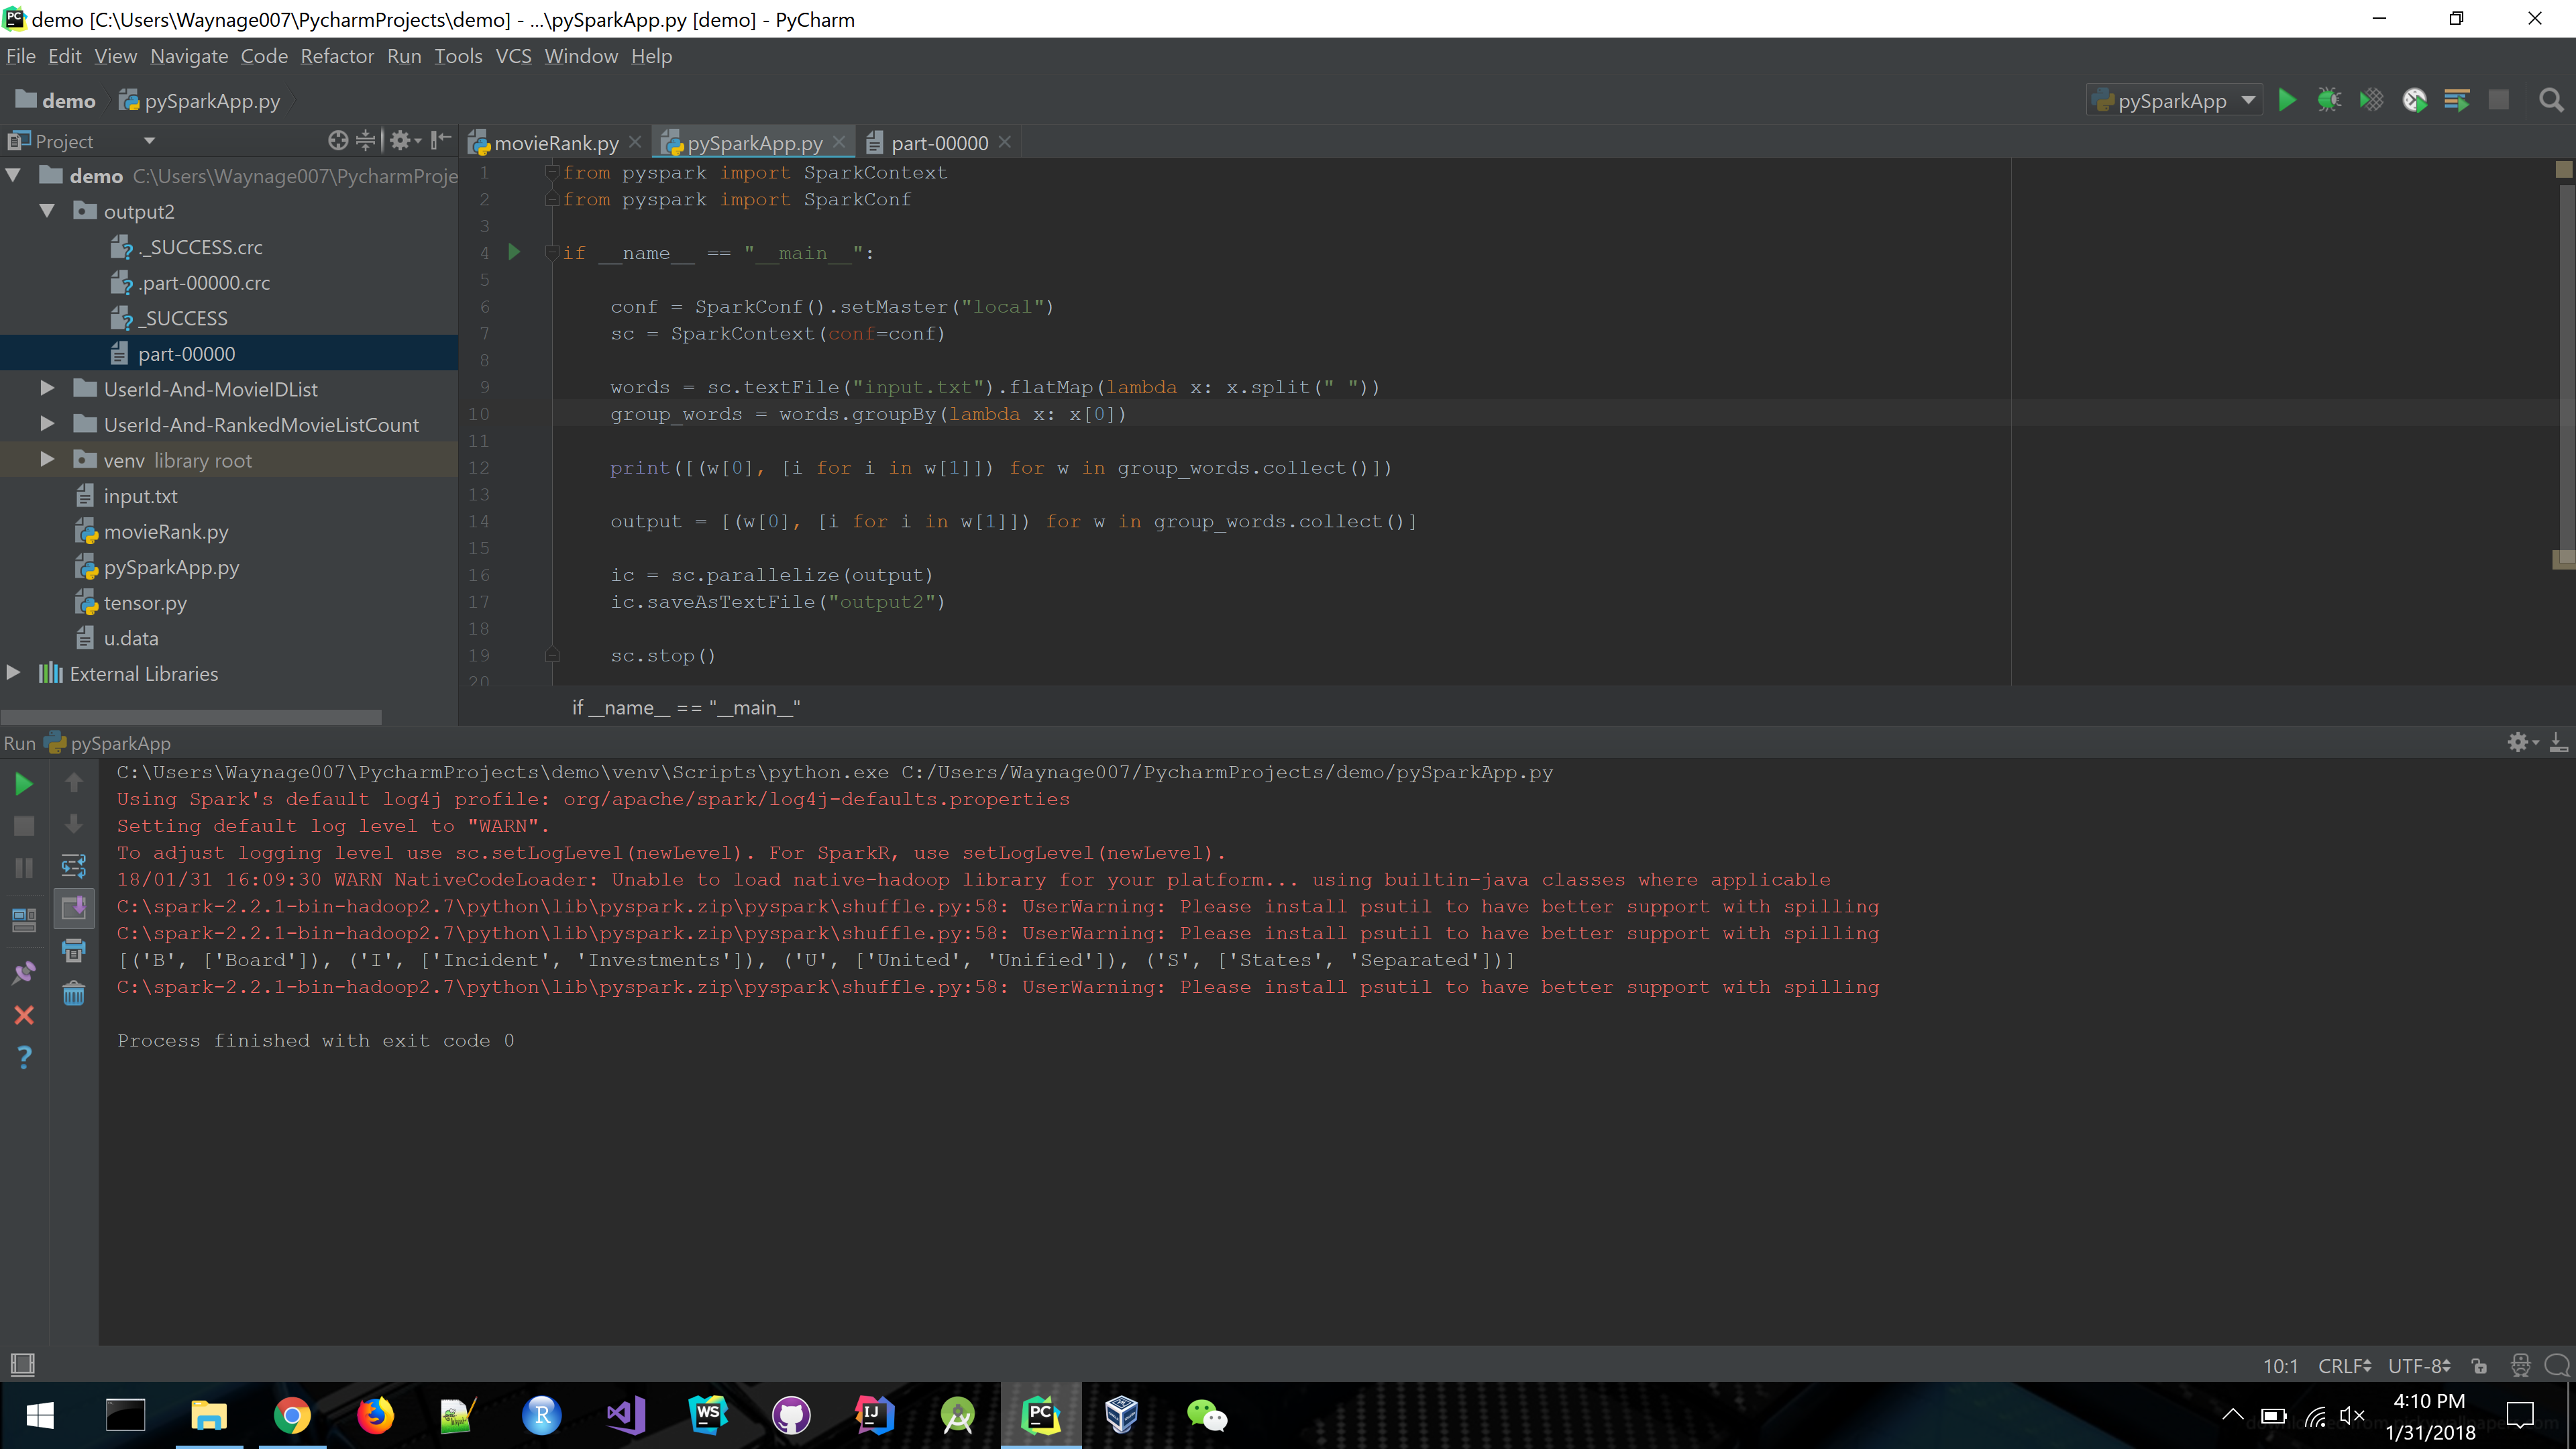 demo [C:\Users\Waynage007\PycharmProjects\demo] - ...\pySparkApp.py [demo] - PyCharm
File Edit View Navigate Code Refactor Run Tools VCS Window Help
demo pySparkApp.py pySparkApp
Project
movieRank.py pySparkApp.py part-00000
demo C:\Users\Waynage007\PycharmProje
output2
._SUCCESS.crc
.part-00000.crc
_SUCCESS
part-00000
UserId-And-MovieIDList
UserId-And-RankedMovieListCount
venv library root
input.txt
movieRank.py
pySparkApp.py
tensor.py
u.data
External Libraries
1 from pyspark import SparkContext
2 from pyspark import SparkConf
3
4 if __name__ == "__main__":
5
6 conf = SparkConf().setMaster("local")
7 sc = SparkContext(conf=conf)
8
9 words = sc.textFile("input.txt").flatMap(lambda x: x.split(" "))
10 group_words = words.groupBy(lambda x: x[0])
11
12 print([(w[0], [i for i in w[1]]) for w in group_words.collect()])
13
14 output = [(w[0], [i for i in w[1]]) for w in group_words.collect()]
15
16 ic = sc.parallelize(output)
17 ic.saveAsTextFile("output2")
18
19 sc.stop()
20
if __name__ == "__main__"
Run pySparkApp
C:\Users\Waynage007\PycharmProjects\demo\venv\Scripts\python.exe C:/Users/Waynage007/PycharmProjects/demo/pySparkApp.py
Using Spark's default log4j profile: org/apache/spark/log4j-defaults.properties
Setting default log level to "WARN".
To adjust logging level use sc.setLogLevel(newLevel). For SparkR, use setLogLevel(newLevel).
18/01/31 16:09:30 WARN NativeCodeLoader: Unable to load native-hadoop library for your platform... using builtin-java classes where applicable
C:\spark-2.2.1-bin-hadoop2.7\python\lib\pyspark.zip\pyspark\shuffle.py:58: UserWarning: Please install psutil to have better support with spilling
C:\spark-2.2.1-bin-hadoop2.7\python\lib\pyspark.zip\pyspark\shuffle.py:58: UserWarning: Please install psutil to have better support with spilling
[('B', ['Board']), ('I', ['Incident', 'Investments']), ('U', ['United', 'Unified']), ('S', ['States', 'Separated'])]
C:\spark-2.2.1-bin-hadoop2.7\python\lib\pyspark.zip\pyspark\shuffle.py:58: UserWarning: Please install psutil to have better support with spilling
Process finished with exit code 0
10:1 CRLF UTF-8
4:10 PM
1/31/2018